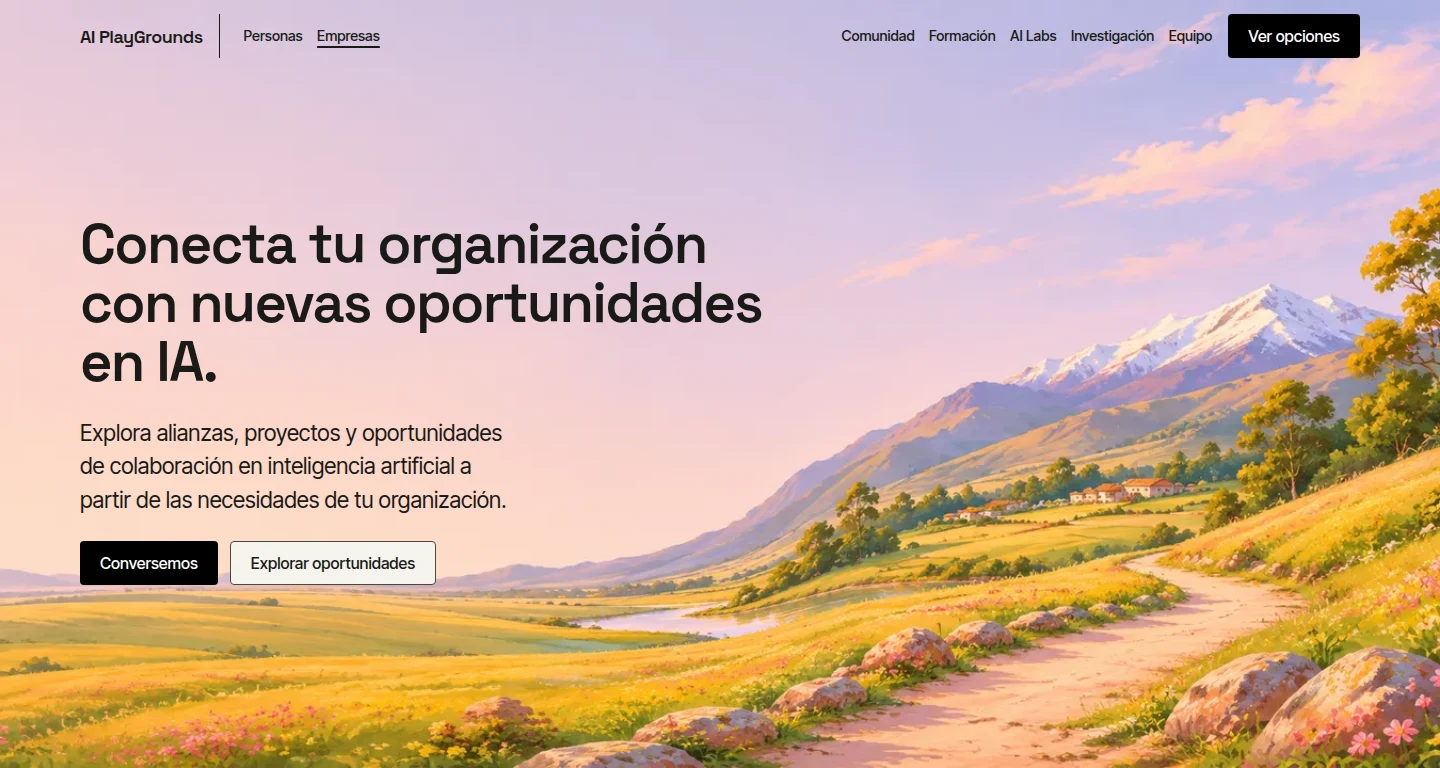 AI PlayGrounds
Personas
Empresas
Comunidad
Formación
AI Labs
Investigación
Equipo
Ver opciones
Conecta tu organización
con nuevas oportunidades
en IA.
Explora alianzas, proyectos y oportunidades
de colaboración en inteligencia artificial a
partir de las necesidades de tu organización.
Conversemos
Explorar oportunidades